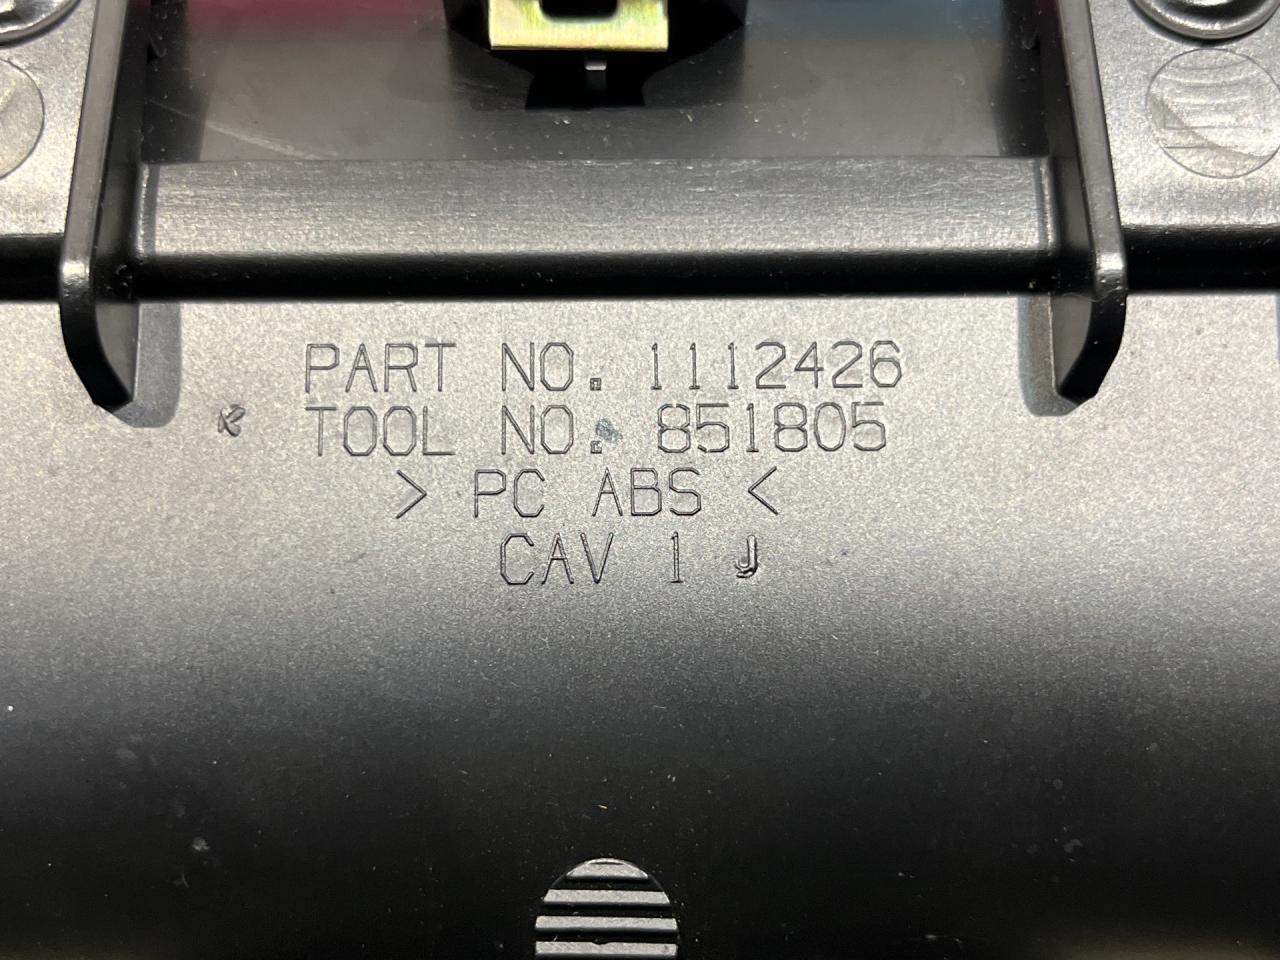 PART NO. 1112426
K TOOL NO. 851805
> PC ABS <
CAV 1 J